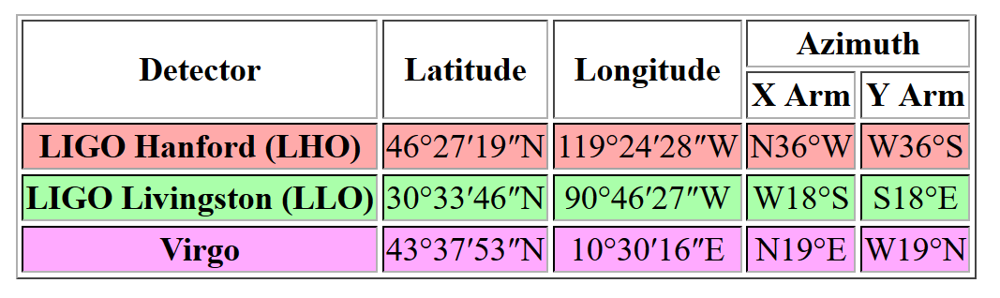 Detector Latitude Longitude Azimuth
X Arm Y Arm
LIGO Hanford (LHO) 46°27′19″N 119°24′28″W N36°W W36°S
LIGO Livingston (LLO) 30°33′46″N 90°46′27″W W18°S S18°E
Virgo 43°37′53″N 10°30′16″E N19°E W19°N